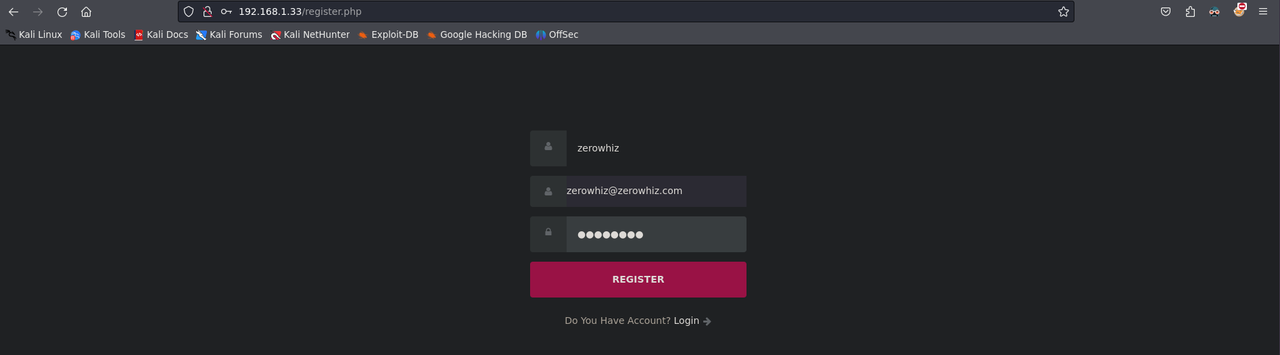 192.168.1.33/register.php
Kali Linux Kali Tools Kali Docs Kali Forums Kali NetHunter Exploit-DB Google Hacking DB OffSec
zerowhiz
zerowhiz@zerowhiz.com
●●●●●●●●
REGISTER
Do You Have Account? Login →